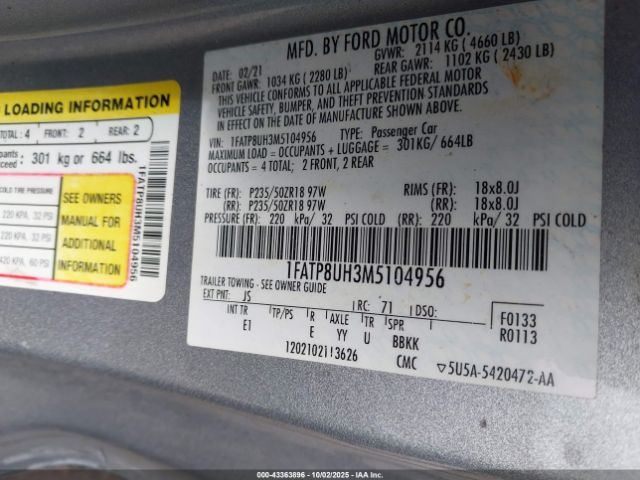 LOADING INFORMATION
TOTAL: 4 FRONT: 2 REAR: 2
301 kg or 664 lbs.
COLD TIRE PRESSURE
220 KPA, 32 PSI
220 KPA, 32 PSI
420 KPA, 60 PSI
SEE OWNERS
MANUAL FOR
ADDITIONAL
INFORMATION
1FATP8UH3M5104956
MFD. BY FORD MOTOR CO.
DATE: 02/21 GVWR: 2114 KG ( 4660 LB)
FRONT GAWR: 1034 KG ( 2280 LB) REAR GAWR: 1102 KG ( 2430 LB)
THIS VEHICLE CONFORMS TO ALL APPLICABLE FEDERAL MOTOR
VEHICLE SAFETY, BUMPER, AND THEFT PREVENTION STANDARDS
IN EFFECT ON THE DATE OF MANUFACTURE SHOWN ABOVE.
VIN: 1FATP8UH3M5104956 TYPE: Passenger Car
MAXIMUM LOAD = OCCUPANTS + LUGGAGE = 301KG/ 664LB
OCCUPANTS = 4 TOTAL; 2 FRONT, 2 REAR
TIRE (FR): P235/50ZR18 97W RIMS (FR): 18x8.0J
(RR): P235/50ZR18 97W (RR): 18x8.0J
PRESSURE (FR): 220 kPa/ 32 PSI COLD (RR): 220 kPa/ 32 PSI COLD
1FATP8UH3M5104956
TRAILER TOWING - SEE OWNER GUIDE
EXT PNT: JS RC: 71 DSO: F0133
INT TR TP/PS R AXLE TR SPR R0113
E1 E YY U BBKK
1202102113626 CMC ▽5U5A-5420472-AA
00-43363896 | 10/02/2025 | IAAI.COM